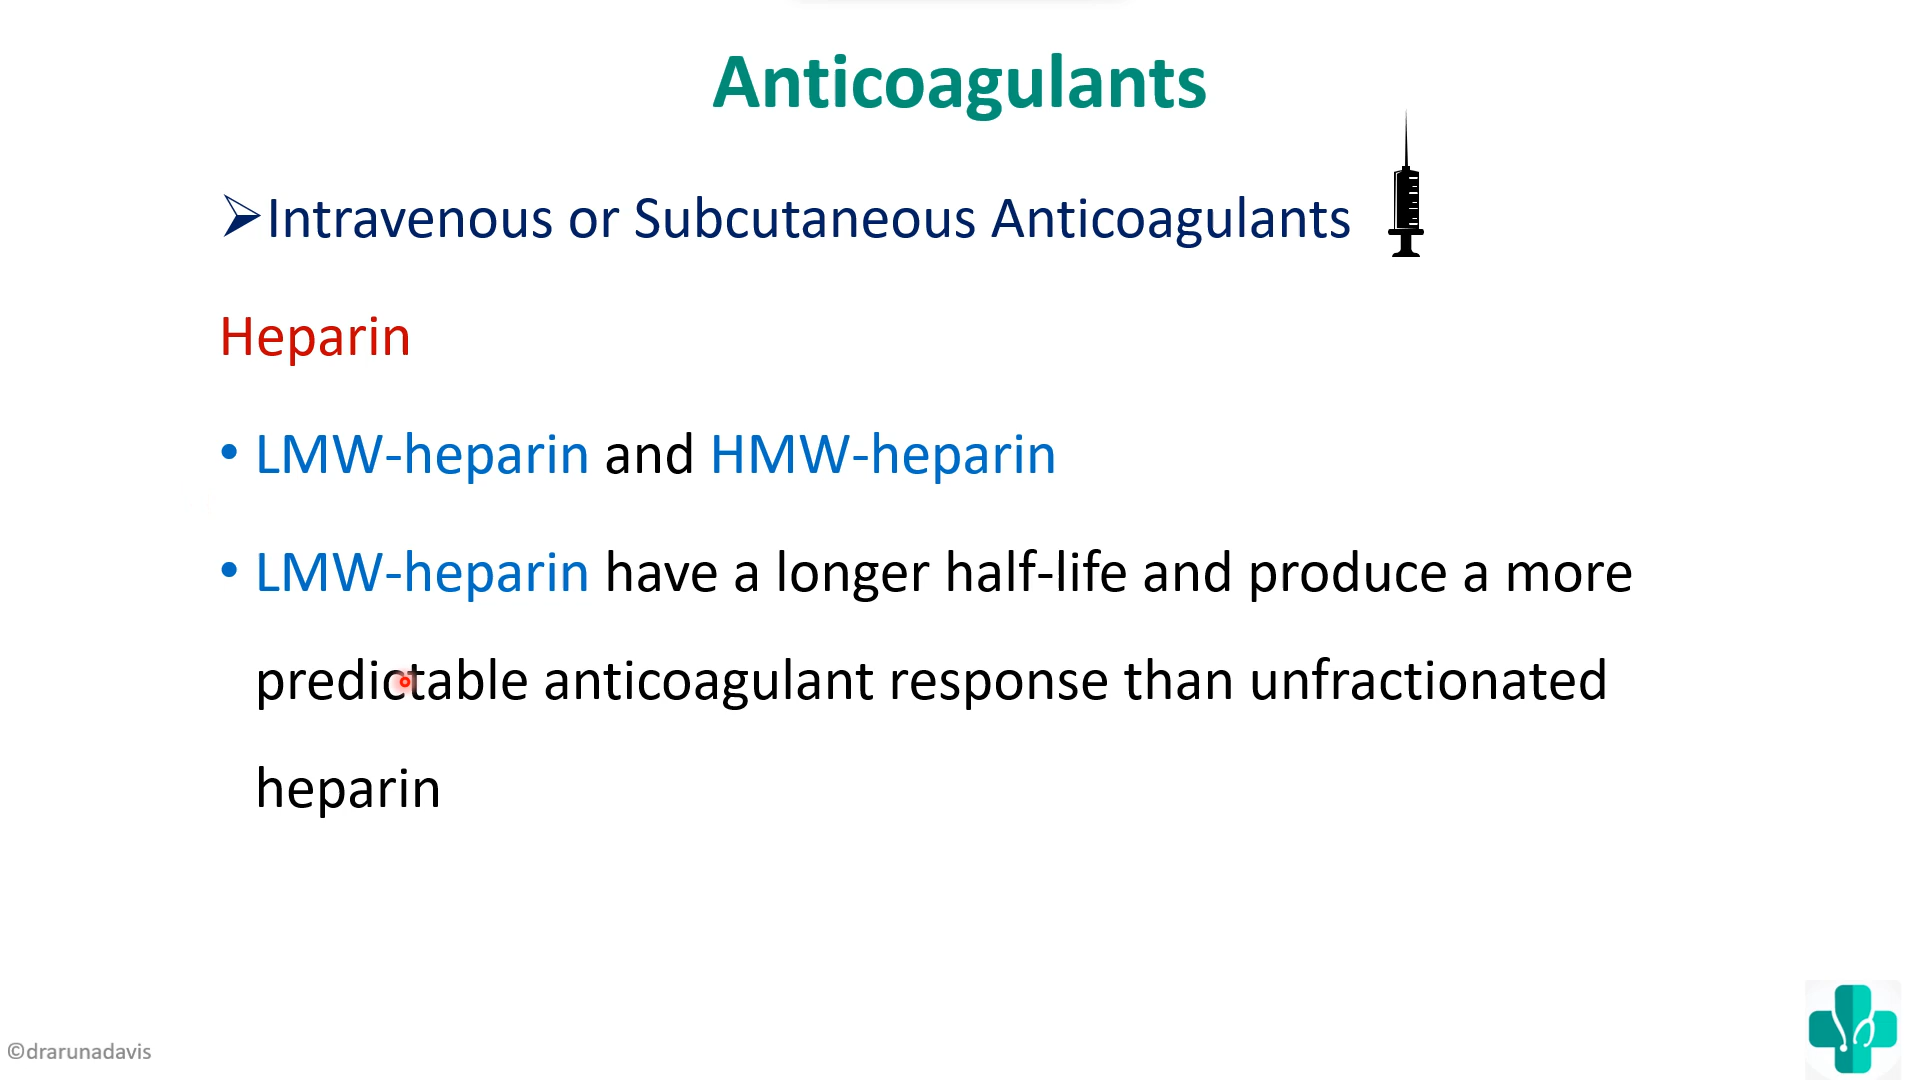 Anticoagulants
➢Intravenous or Subcutaneous Anticoagulants
Heparin
• LMW-heparin and HMW-heparin
• LMW-heparin have a longer half-life and produce a more
predictable anticoagulant response than unfractionated
heparin
©drarunadavis